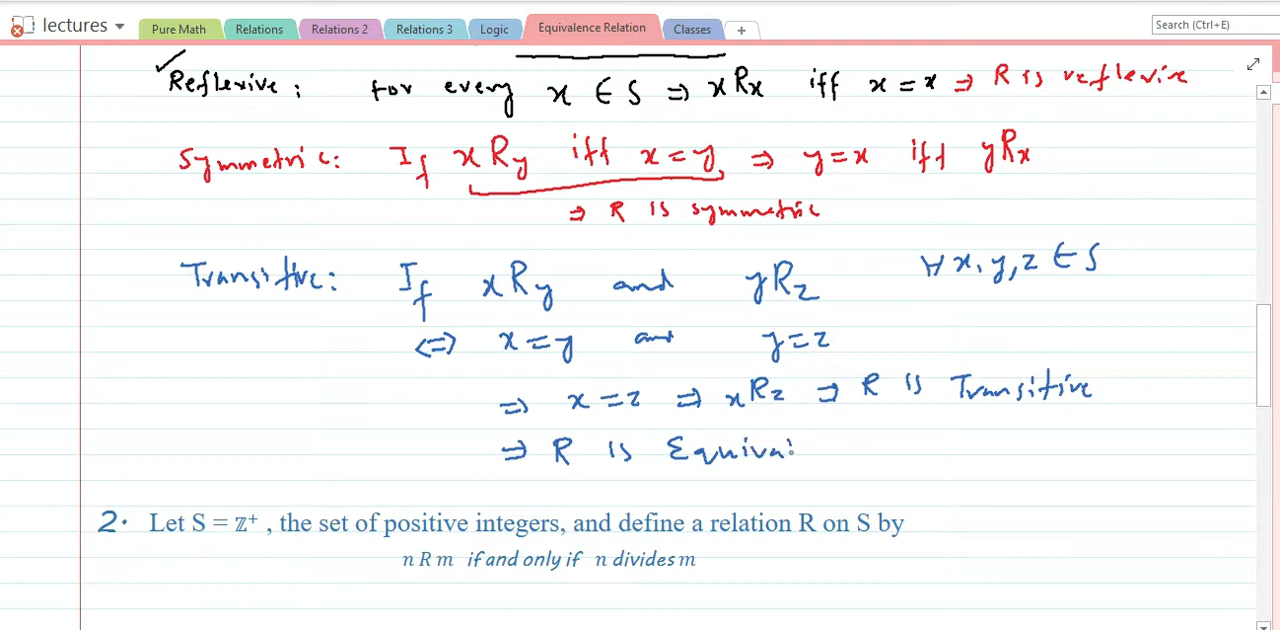 lectures
Pure Math Relations Relations 2 Relations 3 Logic Equivalence Relation Classes +
Search (Ctrl+E)
✓Reflexive: For every x ∈ S ⇒ xRx iff x = x ⇒ R is reflexive
Symmetric: If xRy iff x = y ⇒ y = x iff yRx
⇒ R is symmetric
Transitive: If xRy and yRz ∀ x, y, z ∈ S
⇔ x = y and y = z
⇒ x = z ⇒ xRz ⇒ R is Transitive
⇒ R is Equiva
2. Let S = ℤ⁺ , the set of positive integers, and define a relation R on S by
n R m if and only if n divides m